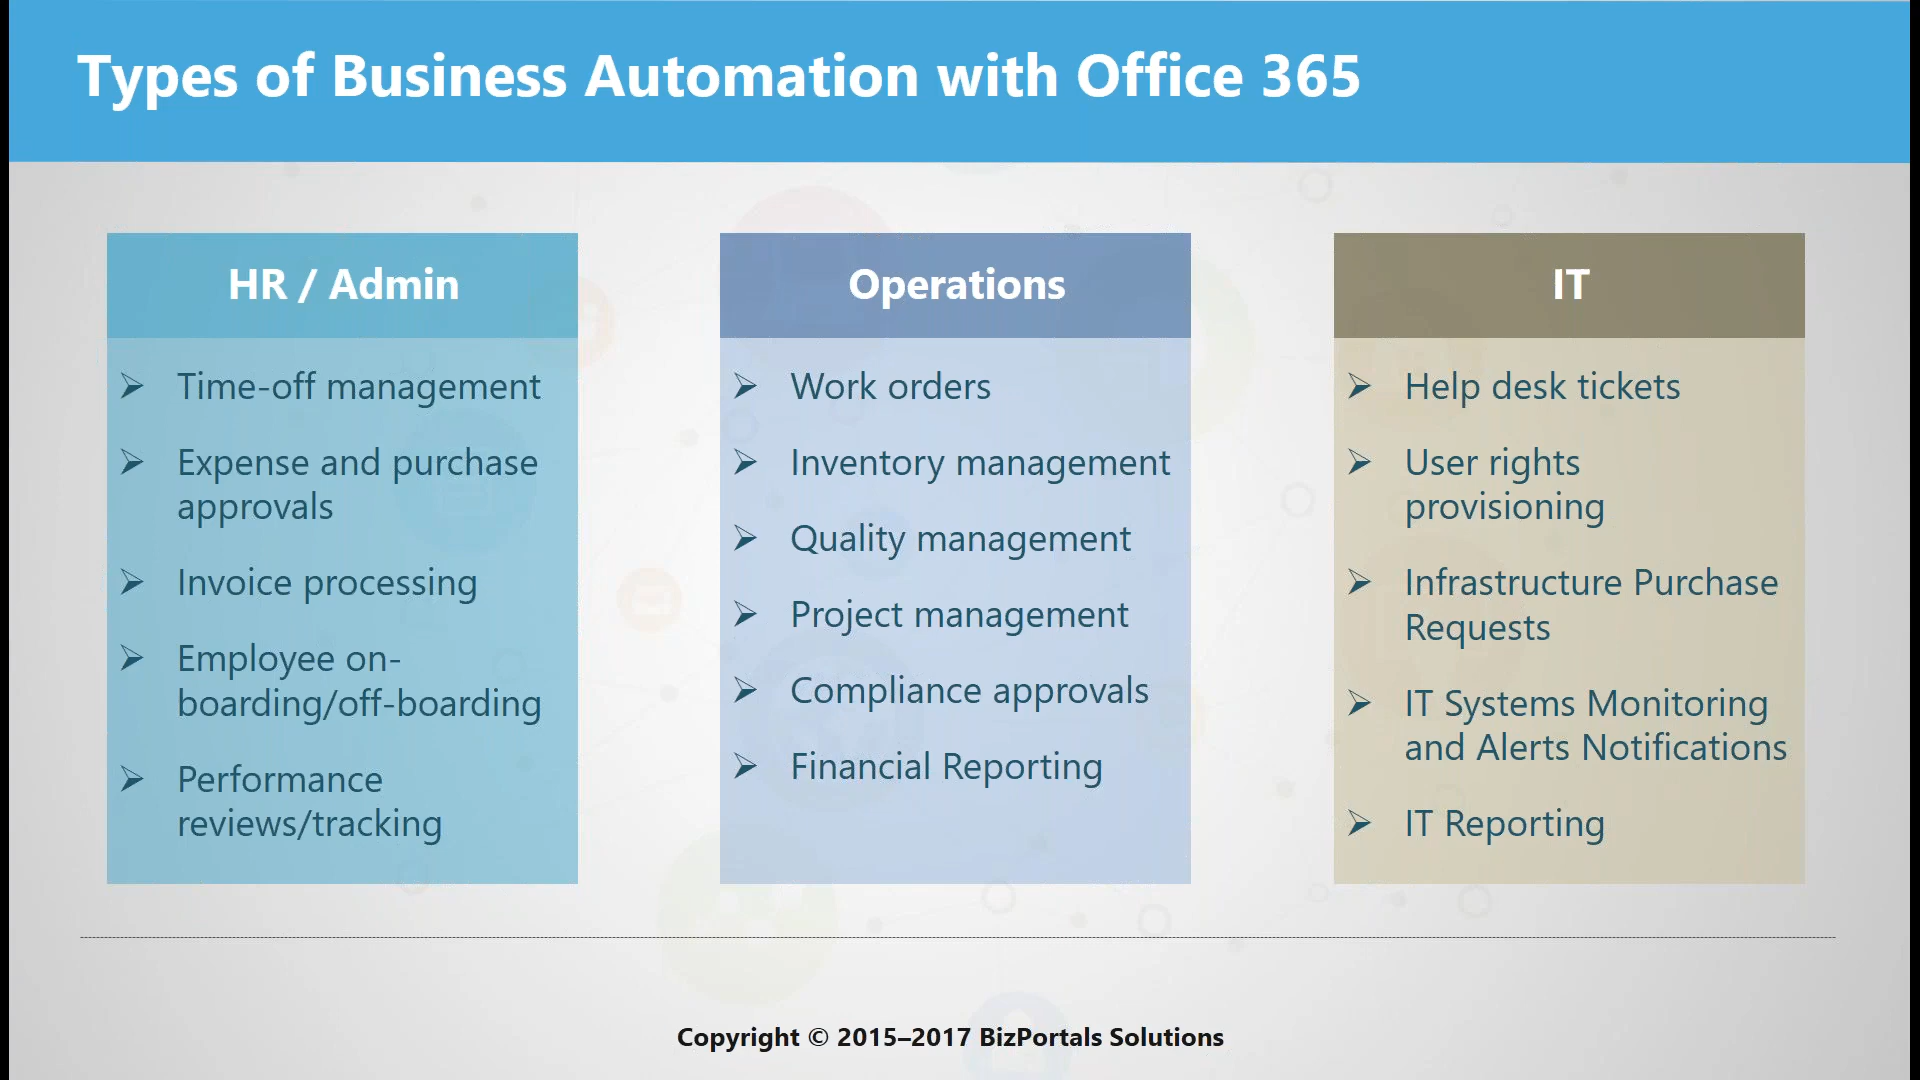 Types of Business Automation with Office 365
HR / Admin
Time-off management
Expense and purchase
approvals
Invoice processing
Employee on-
boarding/off-boarding
Performance
reviews/tracking
Operations
Work orders
Inventory management
Quality management
Project management
Compliance approvals
Financial Reporting
IT
Help desk tickets
User rights
provisioning
Infrastructure Purchase
Requests
IT Systems Monitoring
and Alerts Notifications
IT Reporting
Copyright © 2015–2017 BizPortals Solutions